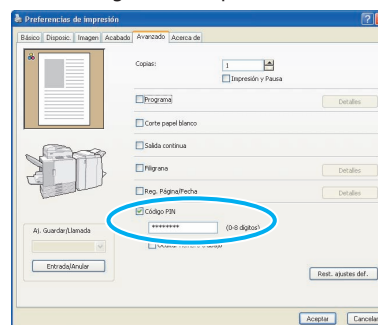 Preferencias de impresión
Básico Disposic. Imagen Acabado Avanzado Acerca de
Copias: 1
Impresión y Pausa
Programa Detalles
Corte papel blanco
Salida continua
Filigrana Detalles
Reg. Página/Fecha Detalles
Código PIN
******** (0-8 dígitos)
Aj. Guardar/Llamada
Entrada/Anular
Rest. ajustes def.
Aceptar Cancelar